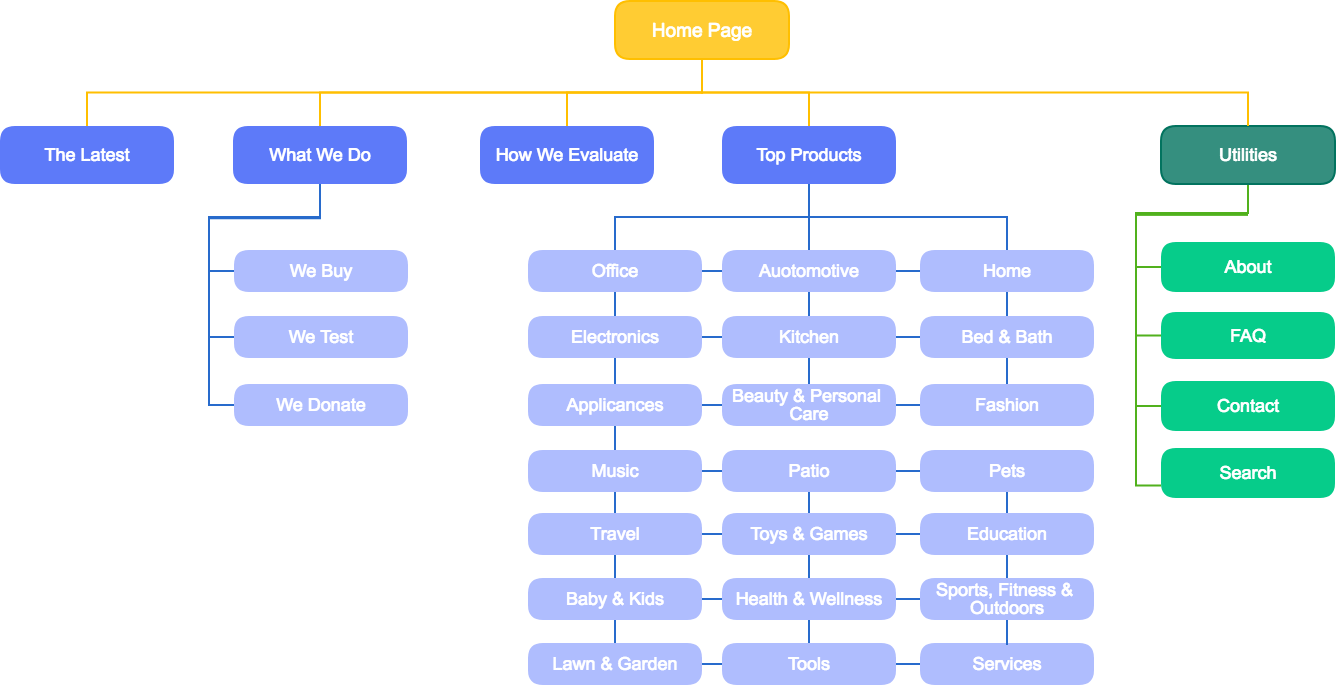 Home Page
The Latest
What We Do
How We Evaluate
Top Products
Utilities
We Buy
We Test
We Donate
Office
Auotomotive
Home
Electronics
Kitchen
Bed & Bath
Applicances
Beauty & Personal
Care
Fashion
Music
Patio
Pets
Travel
Toys & Games
Education
Baby & Kids
Health & Wellness
Sports, Fitness &
Outdoors
Lawn & Garden
Tools
Services
About
FAQ
Contact
Search